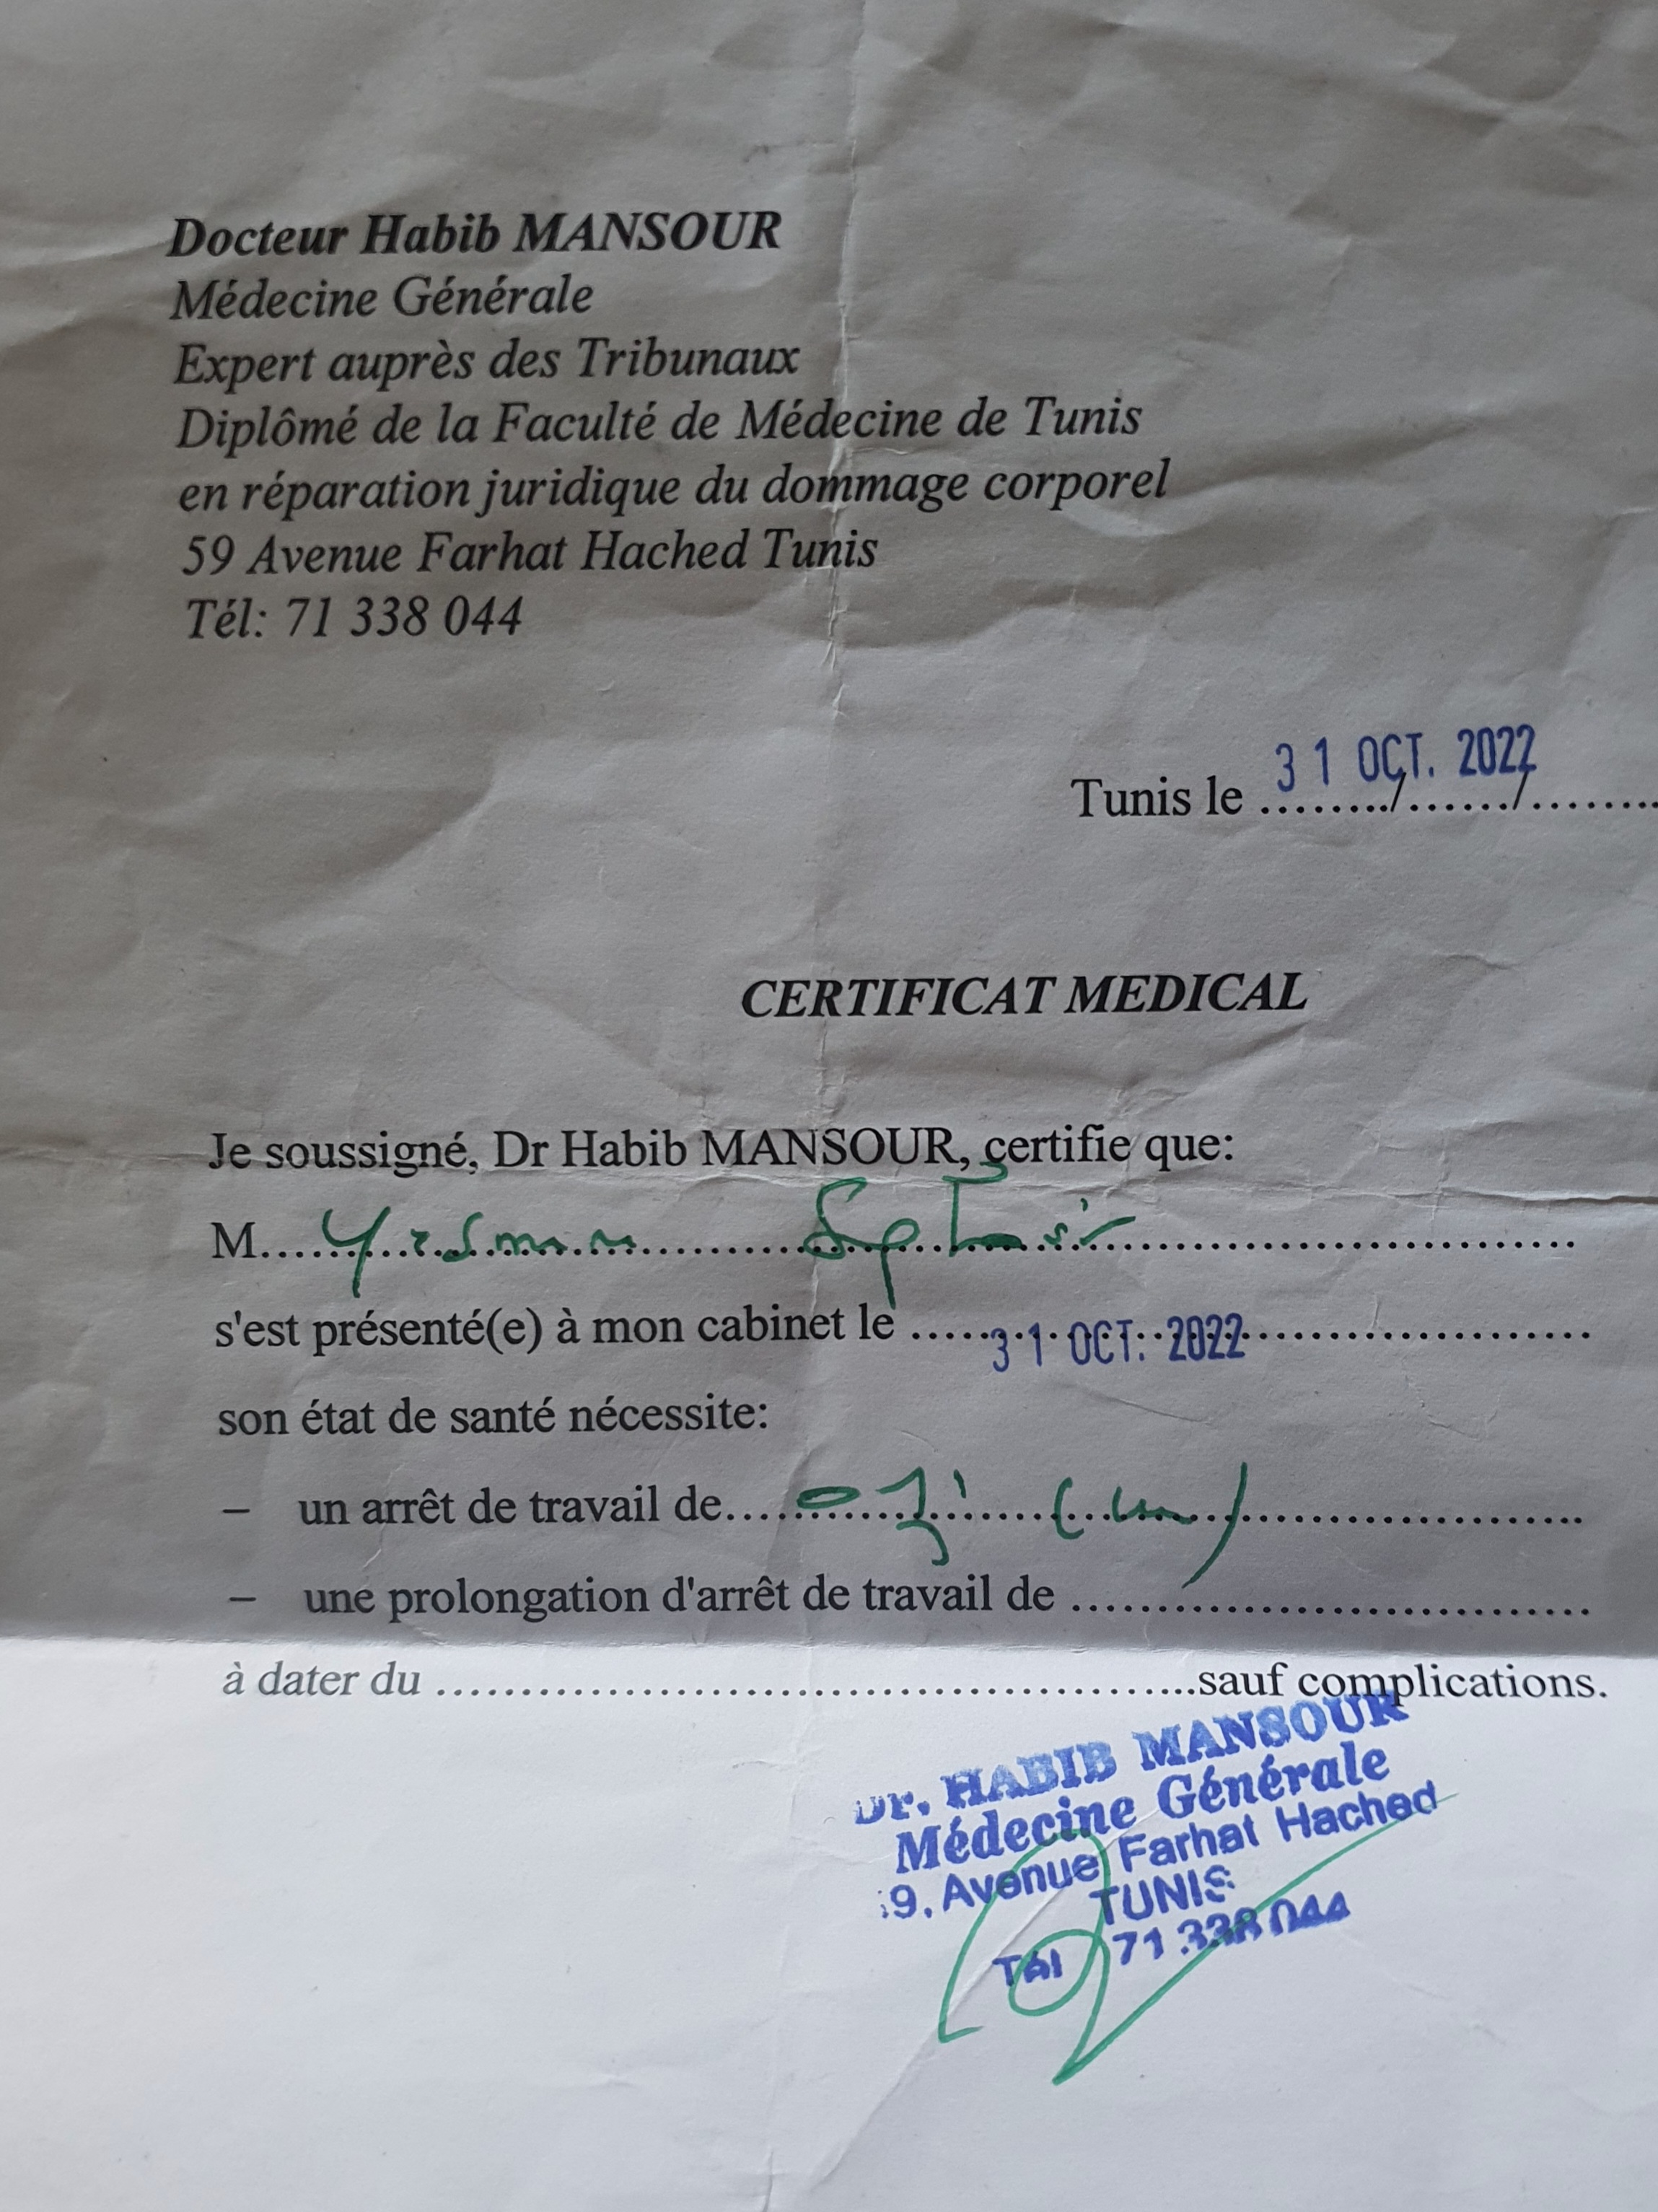 Docteur Habib MANSOUR
Médecine Générale
Expert auprès des Tribunaux
Diplômé de la Faculté de Médecine de Tunis
en réparation juridique du dommage corporel
59 Avenue Farhat Hached Tunis
Tél: 71 338 044
Tunis le ......../....../........ 31 OCT. 2022
CERTIFICAT MEDICAL
Je soussigné, Dr Habib MANSOUR, certifie que:
M....
s'est présenté(e) à mon cabinet le 31 OCT. 2022
son état de santé nécessite:
– un arrêt de travail de.... (un)
– une prolongation d'arrêt de travail de ....
à dater du ....sauf complications.
Dr. HABIB MANSOUR
Médecine Générale
9, Avenue Farhat Hached
TUNIS
Tél 71 338 044